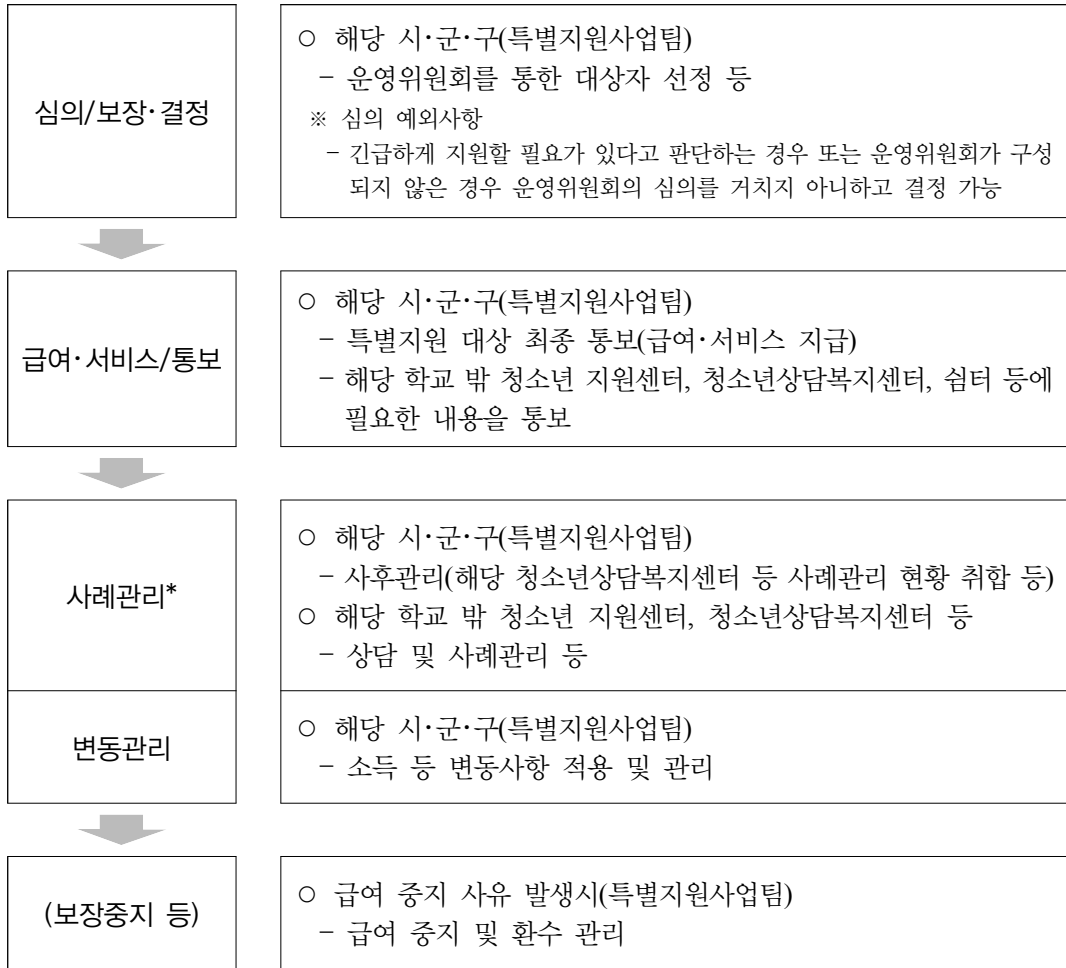 심의/보장·결정
○ 해당 시·군·구(특별지원사업팀)
- 운영위원회를 통한 대상자 선정 등
※ 심의 예외사항
- 긴급하게 지원할 필요가 있다고 판단하는 경우 또는 운영위원회가 구성
되지 않은 경우 운영위원회의 심의를 거치지 아니하고 결정 가능
급여·서비스/통보
○ 해당 시·군·구(특별지원사업팀)
- 특별지원 대상 최종 통보(급여·서비스 지급)
- 해당 학교 밖 청소년 지원센터, 청소년상담복지센터, 쉼터 등에
필요한 내용을 통보
사례관리*
○ 해당 시·군·구(특별지원사업팀)
- 사후관리(해당 청소년상담복지센터 등 사례관리 현황 취합 등)
○ 해당 학교 밖 청소년 지원센터, 청소년상담복지센터 등
- 상담 및 사례관리 등
변동관리
○ 해당 시·군·구(특별지원사업팀)
- 소득 등 변동사항 적용 및 관리
(보장중지 등)
○ 급여 중지 사유 발생시(특별지원사업팀)
- 급여 중지 및 환수 관리